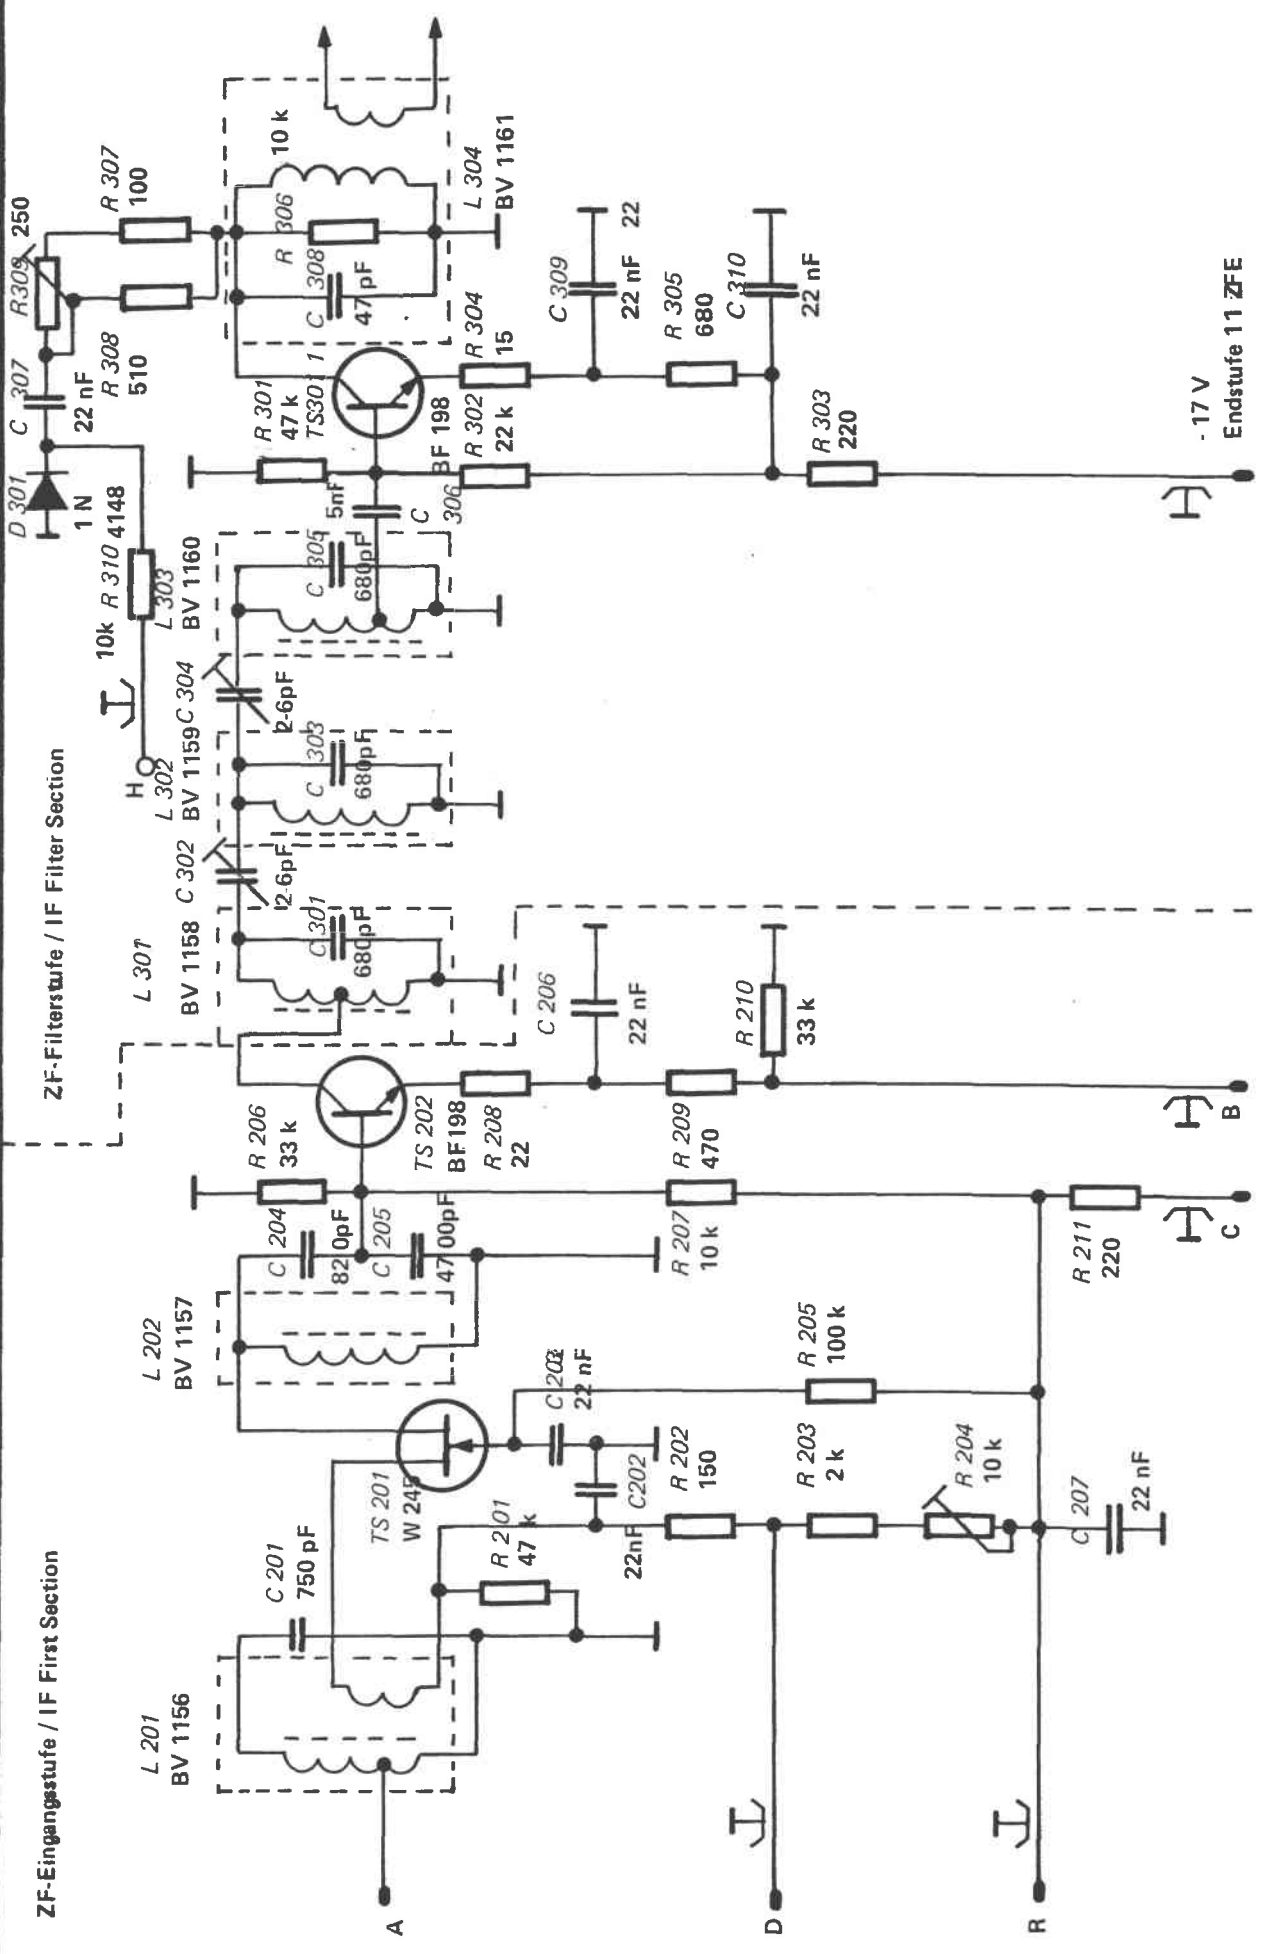 ZF-Eingangsstufe / IF First Section
L 201
BV 1156
C 201
750 pF
TS 201
W 245
R 201
47 k
22nF
C202
C 203
22 nF
R 202
150
R 203
2 k
R 204
10 k
R 205
100 k
C 207
22 nF
L 202
BV 1157
C 204
820pF
C 205
4700pF
R 206
33 k
R 207
10 k
R 211
220
TS 202
BF198
R 208
22
R 209
470
C 206
22 nF
R 210
33 k
A
D
R
C
B
ZF-Filterstufe / IF Filter Section
L 301
BV 1158
C 301
680pF
C 302
2-6pF
L 302
BV 1159
C 303
680pF
C 304
2-6pF
L 303
BV 1160
C 305
680pF
C 306
5nF
H
10k R 310
D 301
1 N
4148
C 307
22 nF
R 308
510
R309 250
R 307
100
R 301
47 k
TS301 1
BF 198
R 302
22 k
R 303
220
R 304
15
C 308
47 pF
R 306
10 k
L 304
BV 1161
C 309
22 nF 22
R 305
680
C 310
22 nF
- 17 V
Endstufe 11 ZFE